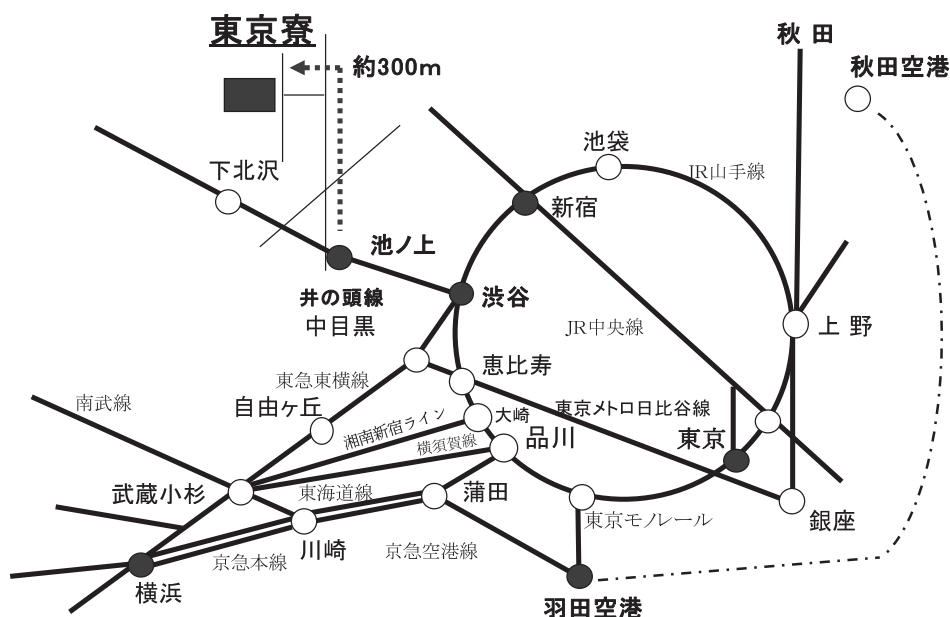 東京寮
約300m
秋 田
秋田空港
池袋
JR山手線
下北沢
新宿
池ノ上
井の頭線
渋谷
中目黒
JR中央線
上 野
恵比寿
東急東横線
南武線
自由ヶ丘
湘南新宿ライン
大崎
東京メトロ日比谷線
横須賀線
品川
東京
武蔵小杉
東海道線
蒲田
東京モノレール
銀座
京急本線
川崎
京急空港線
横浜
羽田空港